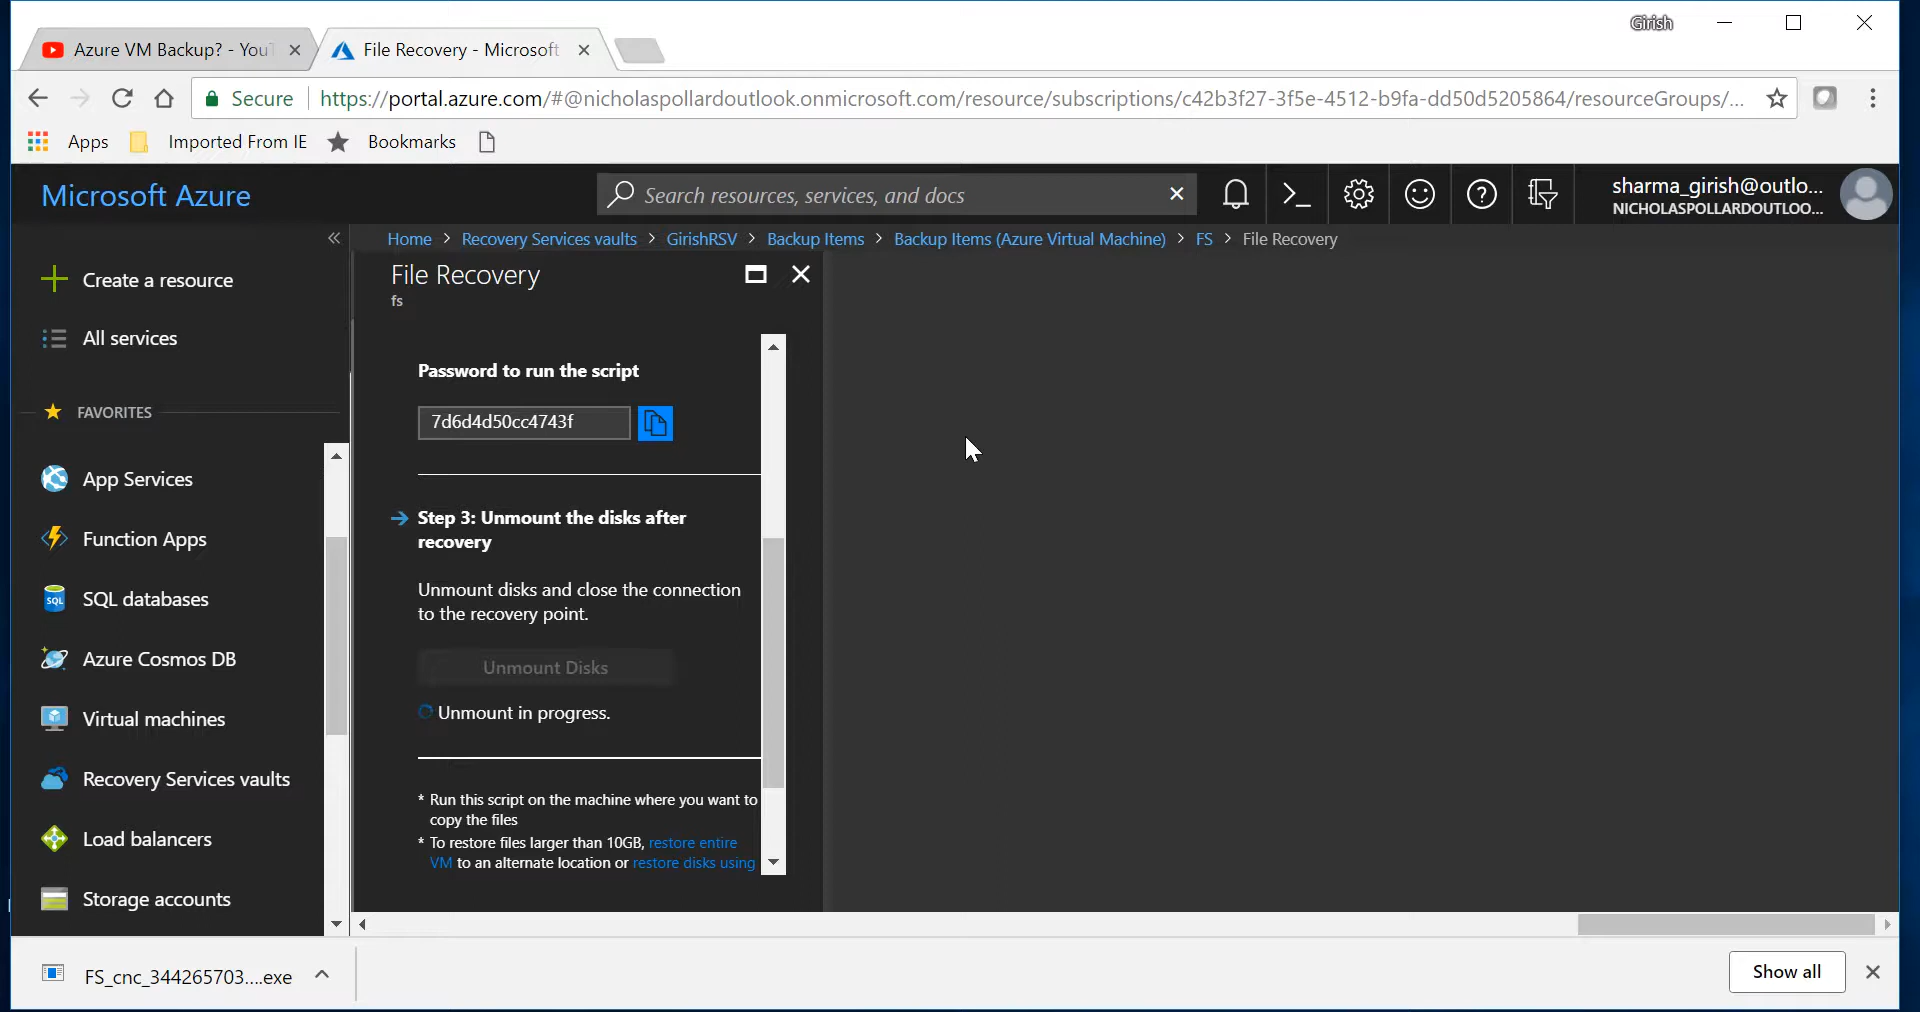 Girish
Azure VM Backup? - You
File Recovery - Microsoft
Secure
https://portal.azure.com/#@nicholaspollardoutlook.onmicrosoft.com/resource/subscriptions/c42b3f27-3f5e-4512-b9fa-dd50d5205864/resourceGroups/...
Apps
Imported From IE
Bookmarks
Microsoft Azure
Search resources, services, and docs
sharma_girish@outlo...
NICHOLASPOLLARDOUTLOO...
Home > Recovery Services vaults > GirishRSV > Backup Items > Backup Items (Azure Virtual Machine) > FS > File Recovery
Create a resource
All services
FAVORITES
App Services
Function Apps
SQL databases
Azure Cosmos DB
Virtual machines
Recovery Services vaults
Load balancers
Storage accounts
File Recovery
fs
Password to run the script
7d6d4d50cc4743f
Step 3: Unmount the disks after
recovery
Unmount disks and close the connection
to the recovery point.
Unmount Disks
Unmount in progress.
* Run this script on the machine where you want to
copy the files
* To restore files larger than 10GB, restore entire
VM to an alternate location or restore disks using
FS_cnc_344265703....exe
Show all